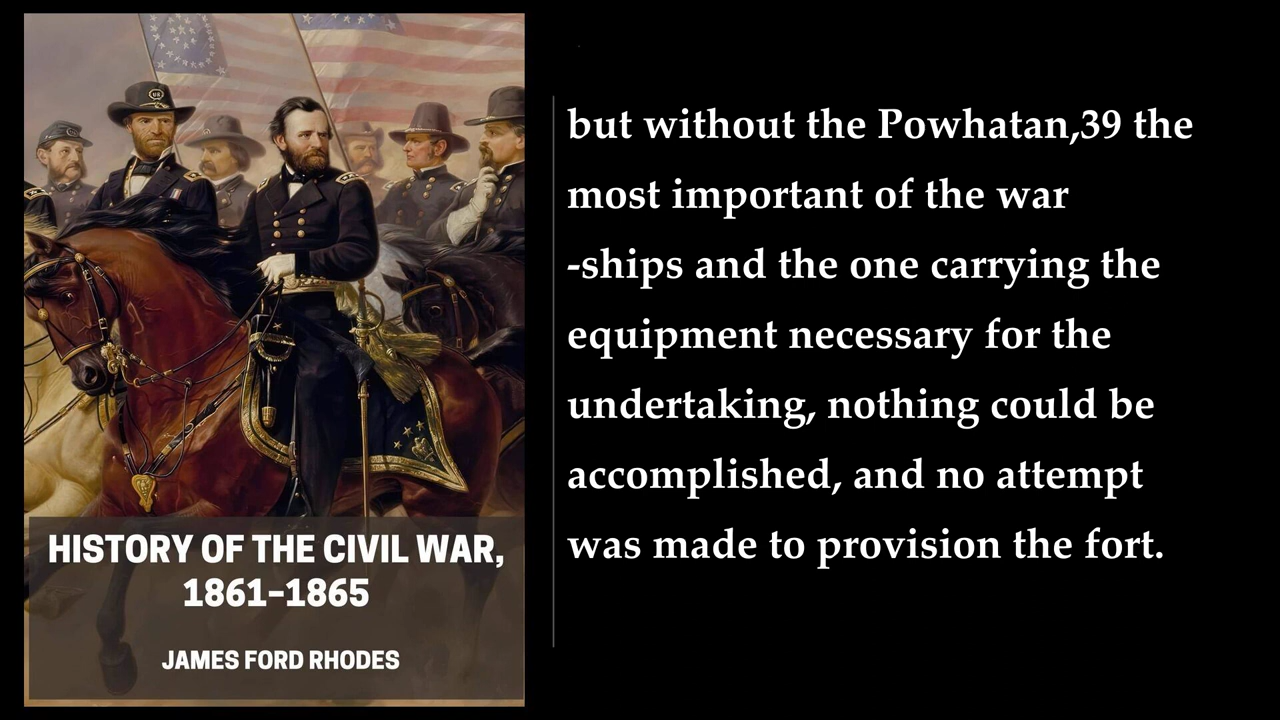 HISTORY OF THE CIVIL WAR,
1861–1865
JAMES FORD RHODES
but without the Powhatan,39 the
most important of the war
-ships and the one carrying the
equipment necessary for the
undertaking, nothing could be
accomplished, and no attempt
was made to provision the fort.